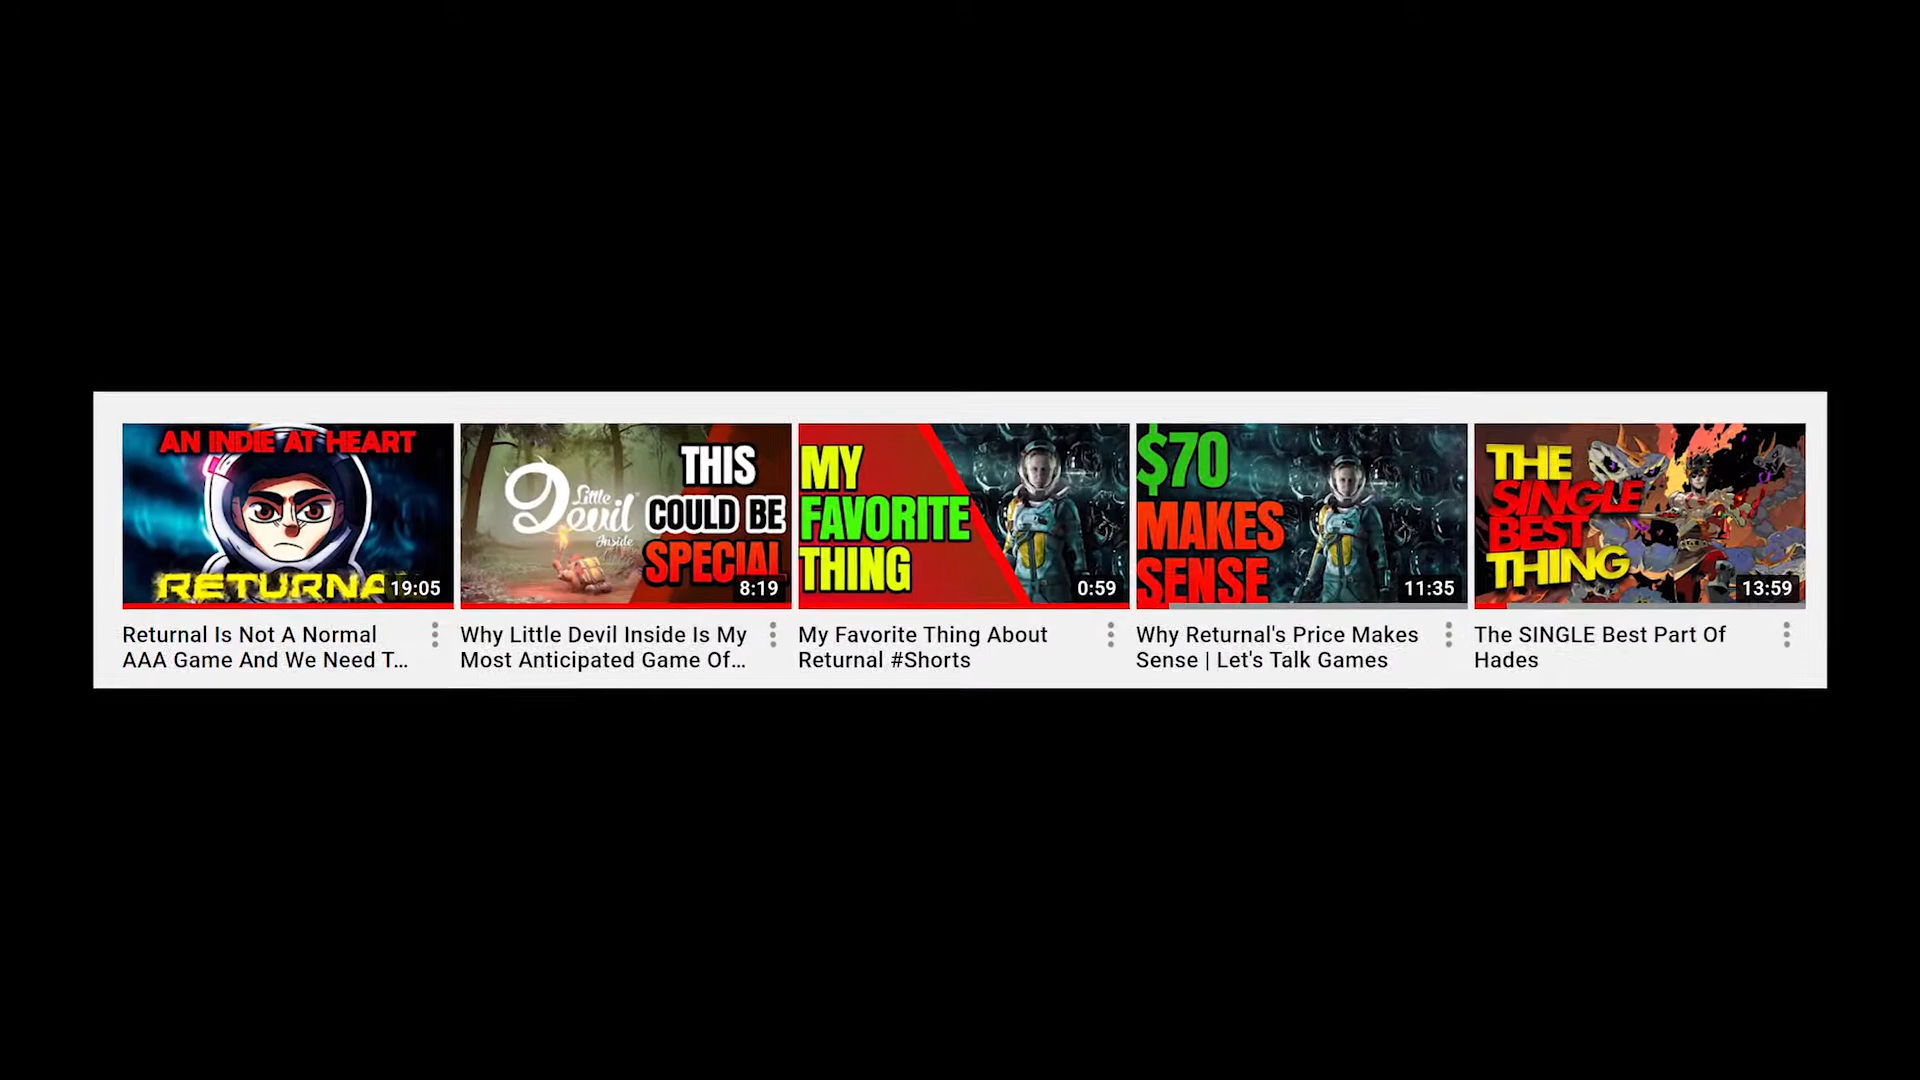 AN INDIE AT HEART
RETURNA
19:05
Returnal Is Not A Normal
AAA Game And We Need T...
Little
Devil
Inside
THIS
COULD BE
SPECIAL
8:19
Why Little Devil Inside Is My
Most Anticipated Game Of...
MY
FAVORITE
THING
0:59
My Favorite Thing About
Returnal #Shorts
$70
MAKES
SENSE
11:35
Why Returnal's Price Makes
Sense | Let's Talk Games
THE
SINGLE
BEST
THING
13:59
The SINGLE Best Part Of
Hades